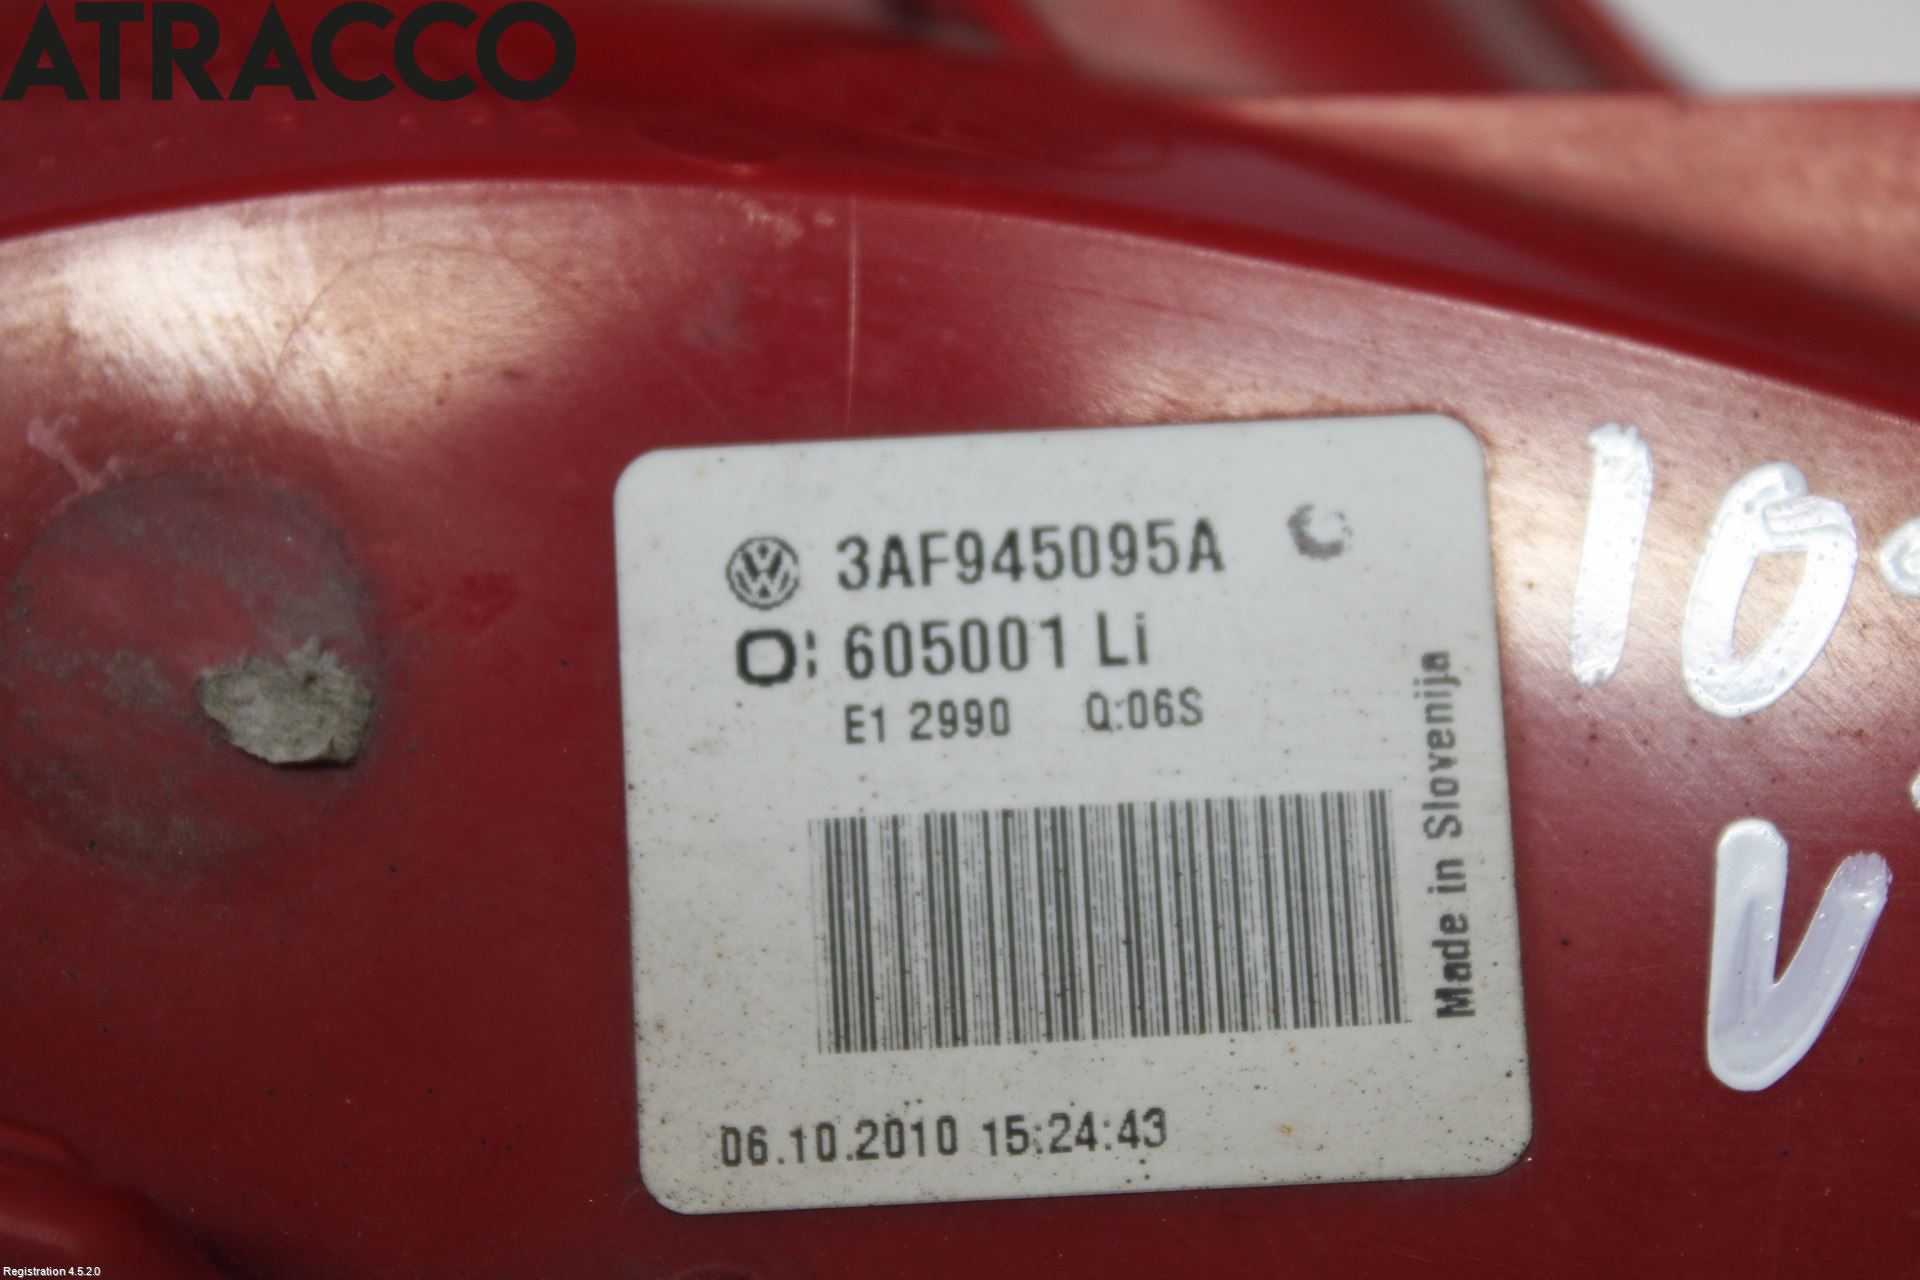 ATRACCO
3AF945095A
O: 605001 Li
E1 2990 Q:06S
Made in Slovenija
06.10.2010 15:24:43
10
V
Registration 4.5.2.0